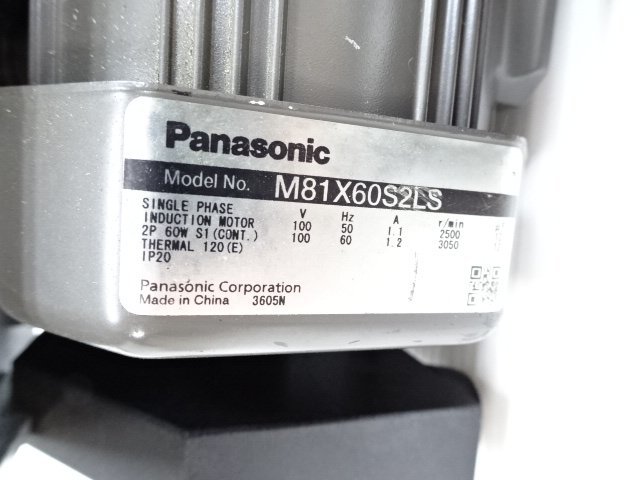 Panasonic
Model No. M81X60S2LS
SINGLE PHASE V Hz A r/min
INDUCTION MOTOR 100 50 1.1 2500
2P 60W S1(CONT.) 100 60 1.2 3050
THERMAL 120(E)
IP20
Panasonic Corporation
Made in China 3605N